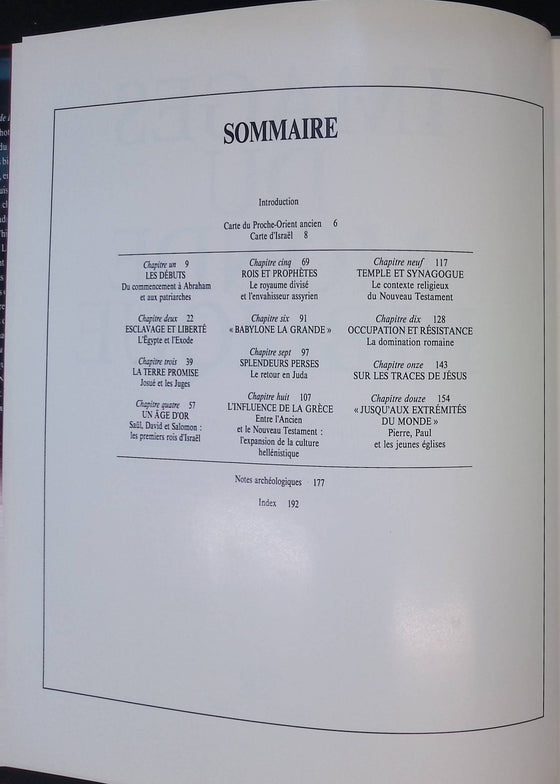 SOMMAIRE
Introduction
Carte du Proche-Orient ancien 6
Carte d'Israël 8
Chapitre un 9
LES DÉBUTS
Du commencement à Abraham
et aux patriarches
Chapitre deux 22
ESCLAVAGE ET LIBERTÉ
L'Égypte et l'Exode
Chapitre trois 39
LA TERRE PROMISE
Josué et les Juges
Chapitre quatre 57
UN ÂGE D'OR
Saül, David et Salomon :
les premiers rois d'Israël
Chapitre cinq 69
ROIS ET PROPHÈTES
Le royaume divisé
et l'envahisseur assyrien
Chapitre six 91
« BABYLONE LA GRANDE »
Chapitre sept 97
SPLENDEURS PERSES
Le retour en Juda
Chapitre huit 107
L'INFLUENCE DE LA GRÈCE
Entre l'Ancien
et le Nouveau Testament :
l'expansion de la culture
hellénistique
Chapitre neuf 117
TEMPLE ET SYNAGOGUE
Le contexte religieux
du Nouveau Testament
Chapitre dix 128
OCCUPATION ET RÉSISTANCE
La domination romaine
Chapitre onze 143
SUR LES TRACES DE JÉSUS
Chapitre douze 154
« JUSQU'AUX EXTRÉMITÉS
DU MONDE »
Pierre, Paul
et les jeunes églises
Notes archéologiques 177
Index 192